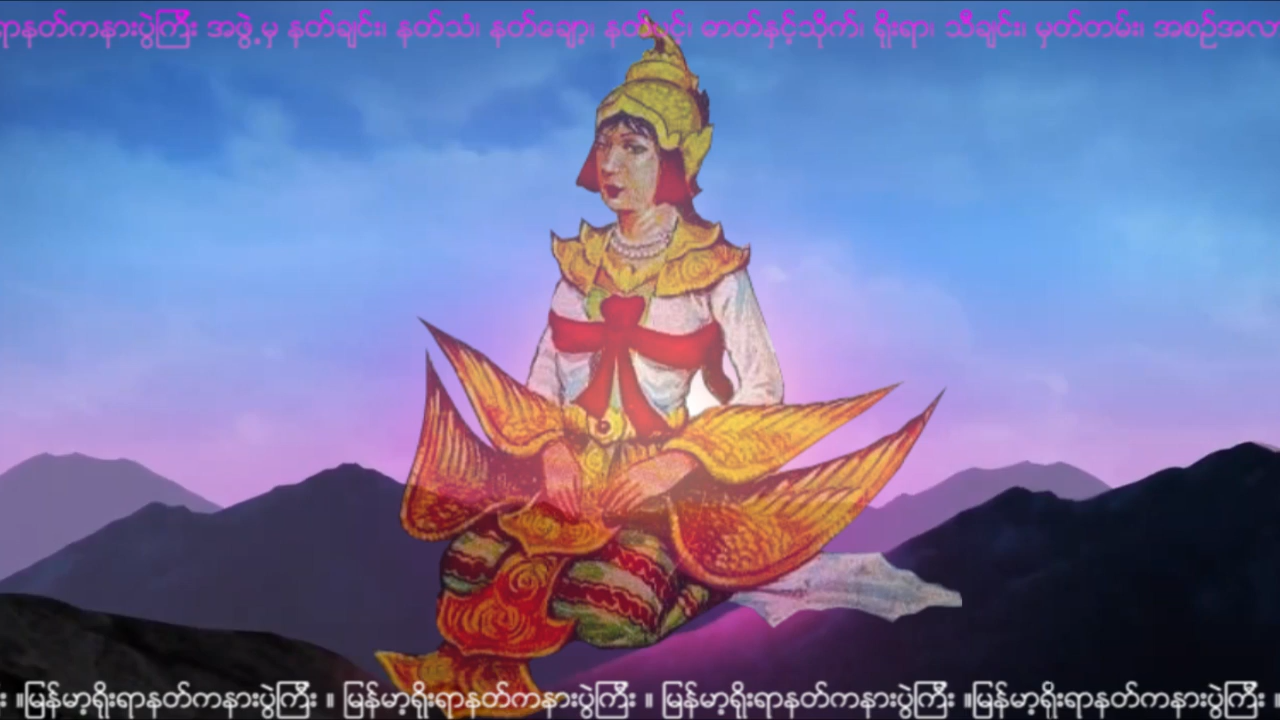 ရာနတ်ကနားပွဲကြီး အဖွဲ့မှ နတ်ချင်း၊ နတ်သံ၊ နတ်ချော့၊ ဓာတ်နှင့်သိုက်၊ ရိုးရာ၊ သီချင်း၊ မှတ်တမ်း၊ အစဉ်အလာ
။မြန်မာ့ရိုးရာနတ်ကနားပွဲကြီး ။ မြန်မာ့ရိုးရာနတ်ကနားပွဲကြီး ။ မြန်မာ့ရိုးရာနတ်ကနားပွဲကြီး ။မြန်မာ့ရိုးရာနတ်ကနားပွဲကြီး